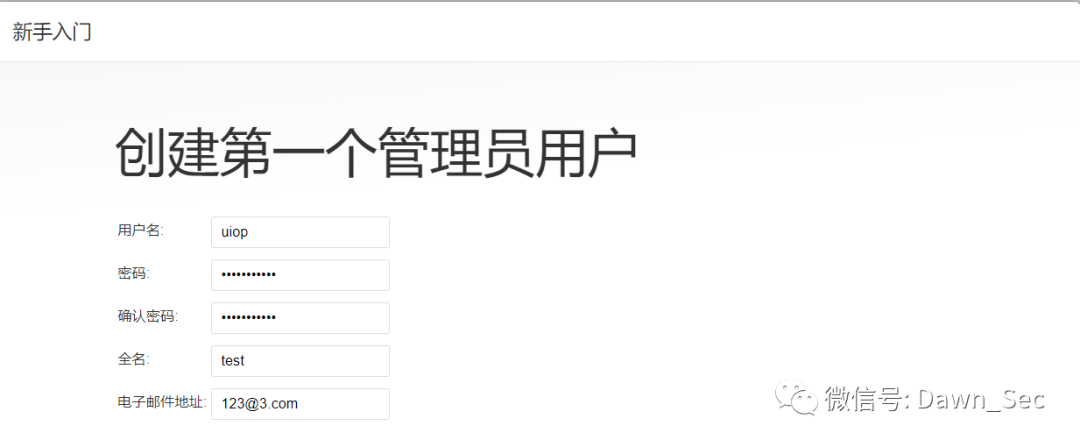 新手入门
创建第一个管理员用户
用户名: uiop
密码: •••••••••••
确认密码: •••••••••••
全名: test
电子邮件地址: 123@3.com
微信号: Dawn_Sec